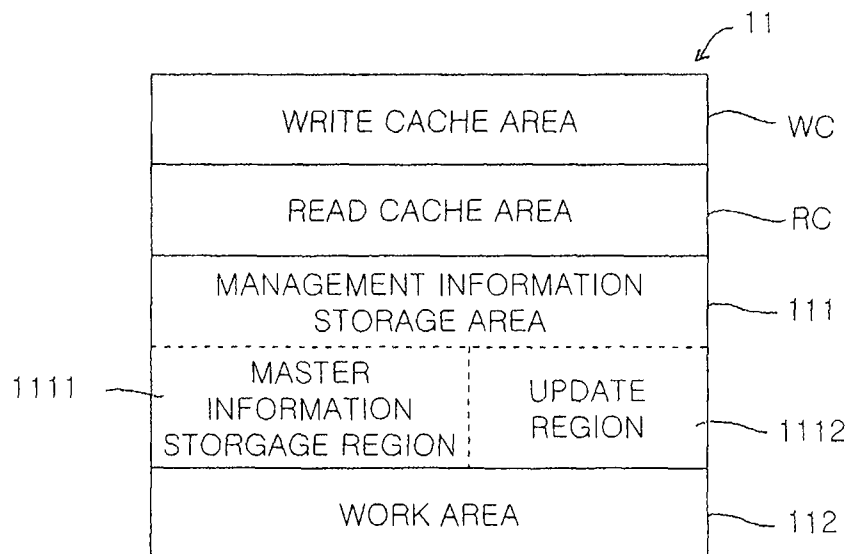 11
WRITE CACHE AREA
WC
READ CACHE AREA
RC
MANAGEMENT INFORMATION
STORAGE AREA
111
1111
MASTER
INFORMATION
STORGAGE REGION
UPDATE
REGION
1112
WORK AREA
112